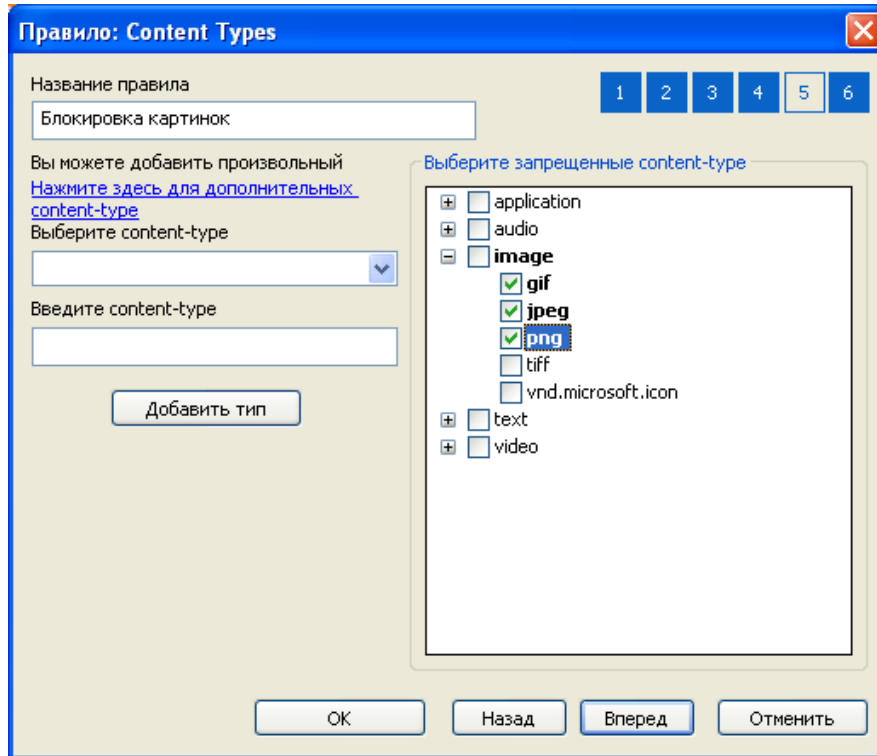 Правило: Content Types
Название правила
1 2 3 4 5 6
Блокировка картинок
Вы можете добавить произвольный
Нажмите здесь для дополнительных
content-type
Выберите content-type
Введите content-type
Добавить тип
Выберите запрещенные content-type
application
audio
image
gif
jpeg
png
tiff
vnd.microsoft.icon
text
video
OK
Назад
Вперед
Отменить